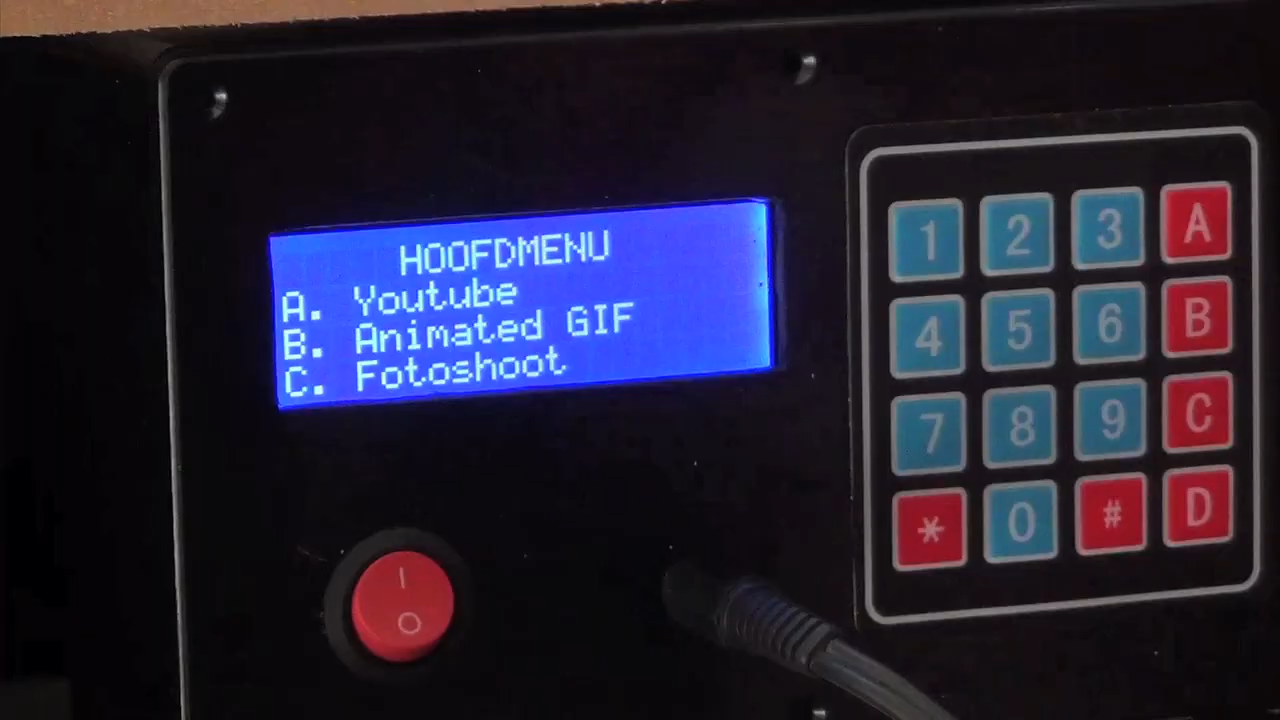 HOOFDMENU
A. Youtube
B. Animated GIF
C. Fotoshoot
1 2 3 A
4 5 6 B
7 8 9 C
* 0 # D
I
O